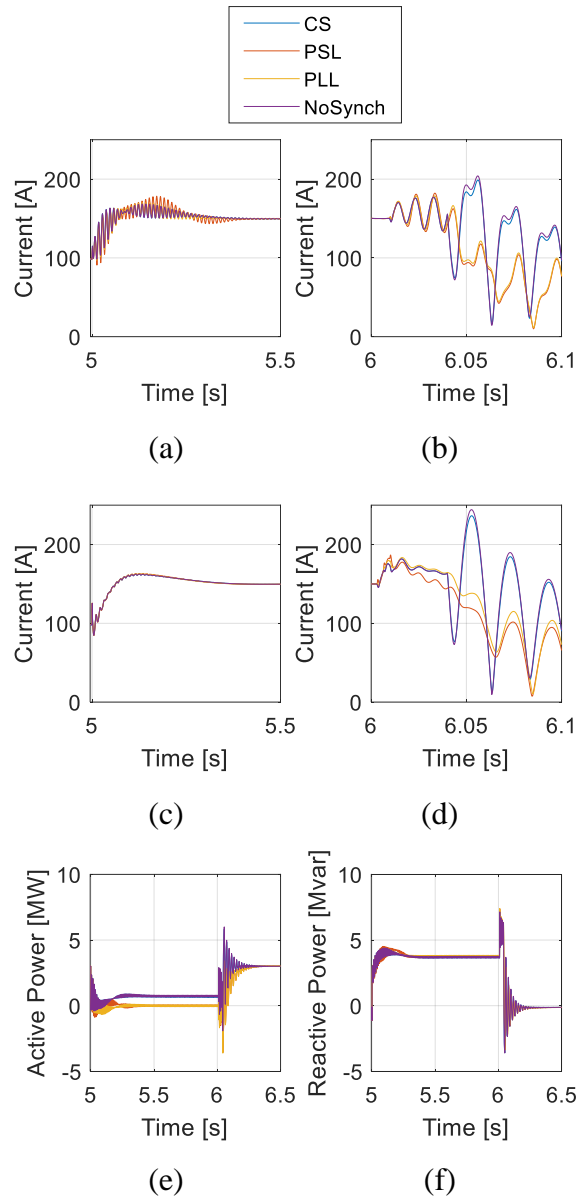 CS
PSL
PLL
NoSynch
200
100
0
Current [A]
5
5.5
Time [s]
(a)
200
100
0
Current [A]
6
6.05
6.1
Time [s]
(b)
200
100
0
Current [A]
5
5.5
Time [s]
(c)
200
100
0
Current [A]
6
6.05
6.1
Time [s]
(d)
10
5
0
-5
Active Power [MW]
5
5.5
6
6.5
Time [s]
(e)
10
5
0
-5
Reactive Power [Mvar]
5
5.5
6
6.5
Time [s]
(f)